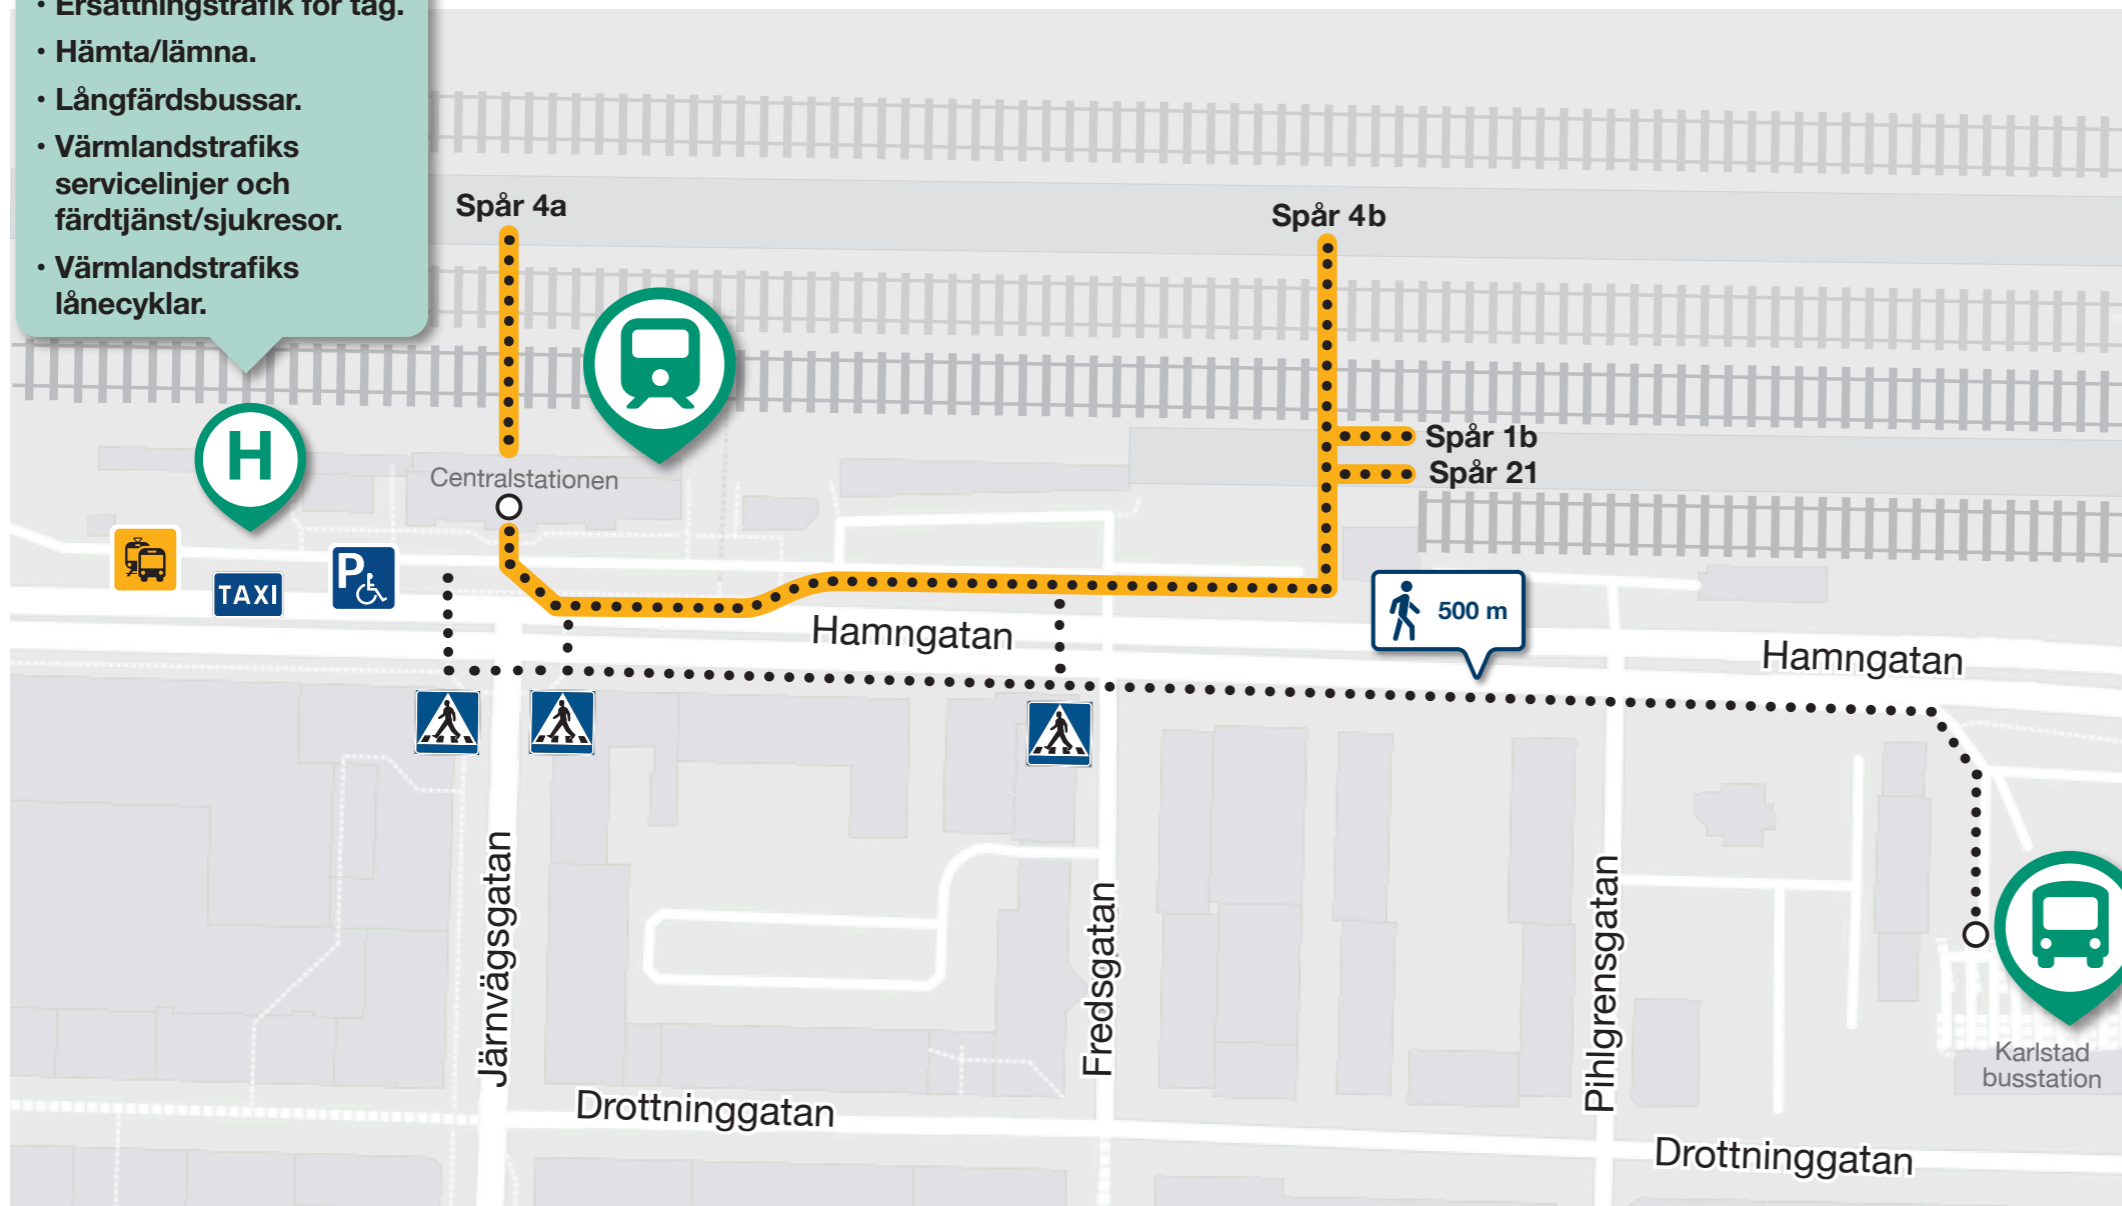 · Ersättningstrafik för tåg.
· Hämta/lämna.
· Långfärdsbussar.
· Värmlandstrafiks
servicelinjer och
färdtjänst/sjukresor.
· Värmlandstrafiks
lånecyklar.
Spår 4a
Spår 4b
Spår 1b
Spår 21
H
Centralstationen
TAXI
P
500 m
Hamngatan
Hamngatan
Järnvägsgatan
Fredsgatan
Pihlgrensgatan
Karlstad
busstation
Drottninggatan
Drottninggatan